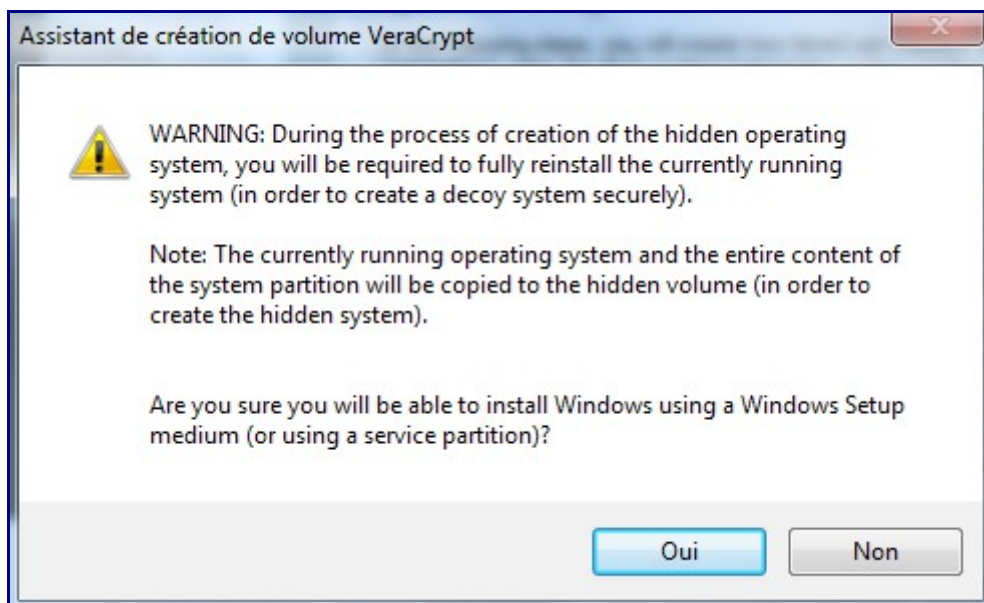 Assistant de création de volume VeraCrypt
WARNING: During the process of creation of the hidden operating
system, you will be required to fully reinstall the currently running
system (in order to create a decoy system securely).
Note: The currently running operating system and the entire content of
the system partition will be copied to the hidden volume (in order to
create the hidden system).
Are you sure you will be able to install Windows using a Windows Setup
medium (or using a service partition)?
Oui
Non